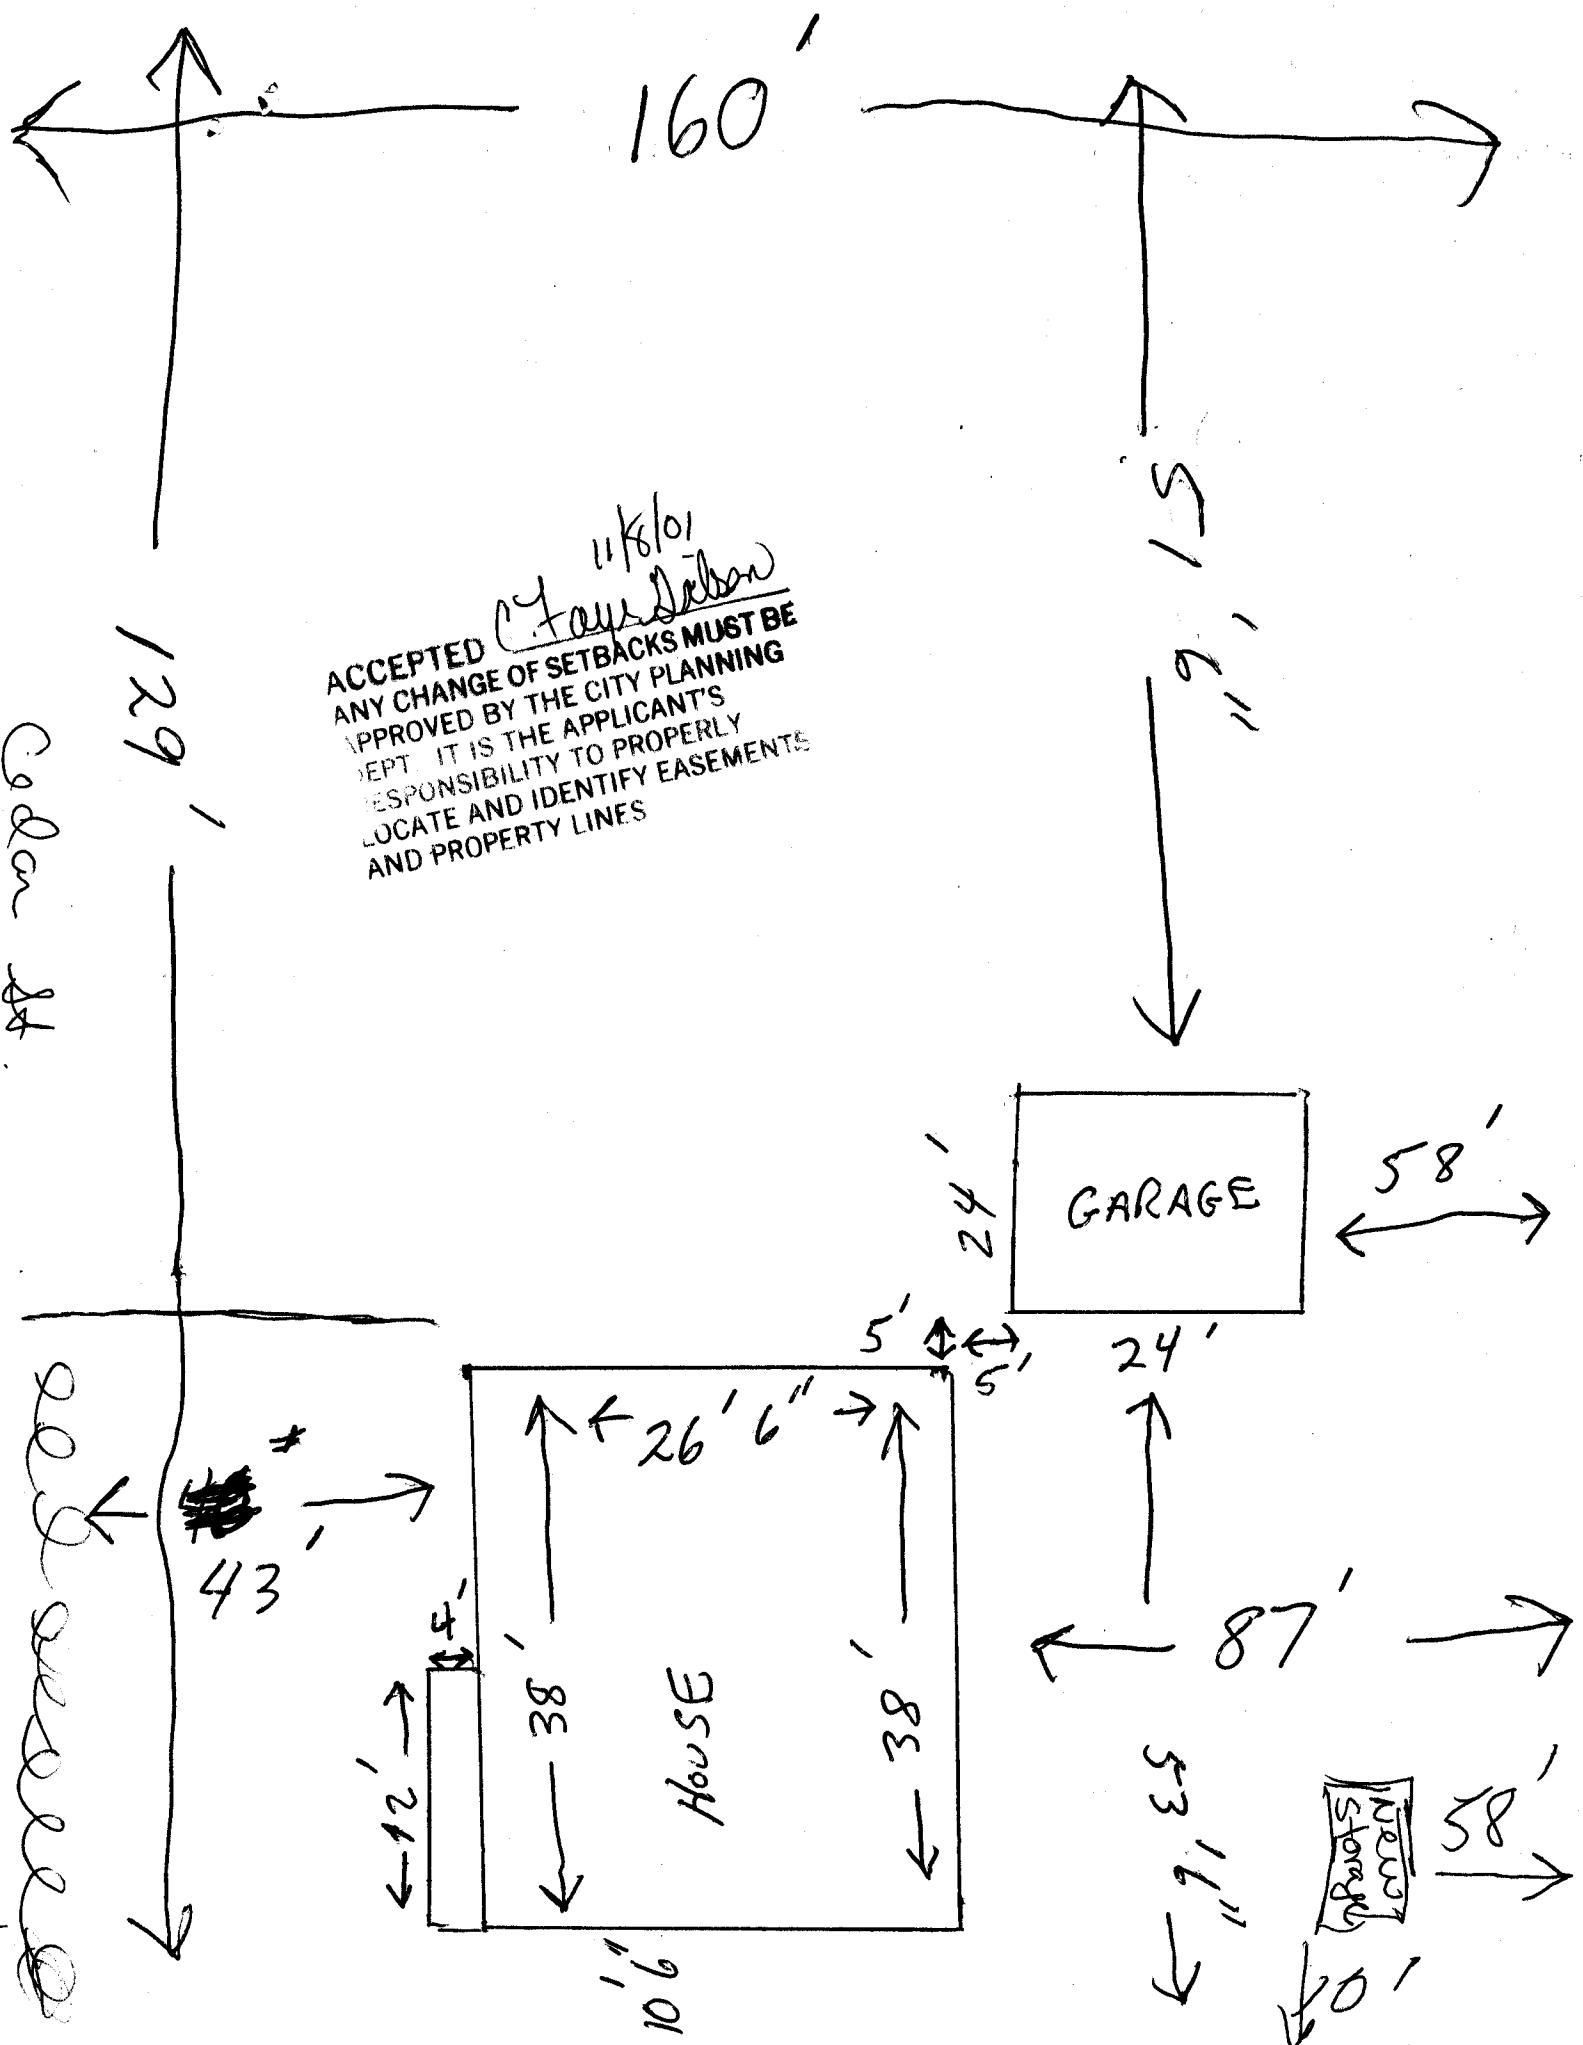 160'
51' 6"
129'
11/8/01
C. Faye
ACCEPTED
ANY CHANGE OF SETBACKS MUST BE
APPROVED BY THE CITY PLANNING
DEPT. IT IS THE APPLICANT'S
RESPONSIBILITY TO PROPERLY
LOCATE AND IDENTIFY EASEMENTS
AND PROPERTY LINES
Cedar St.
GARAGE
24'
58'
24'
5'
5'
26' 6"
43'
4'
38'
HOUSE
38'
12'
10' 6"
87'
53' 6"
New
Storage
58'